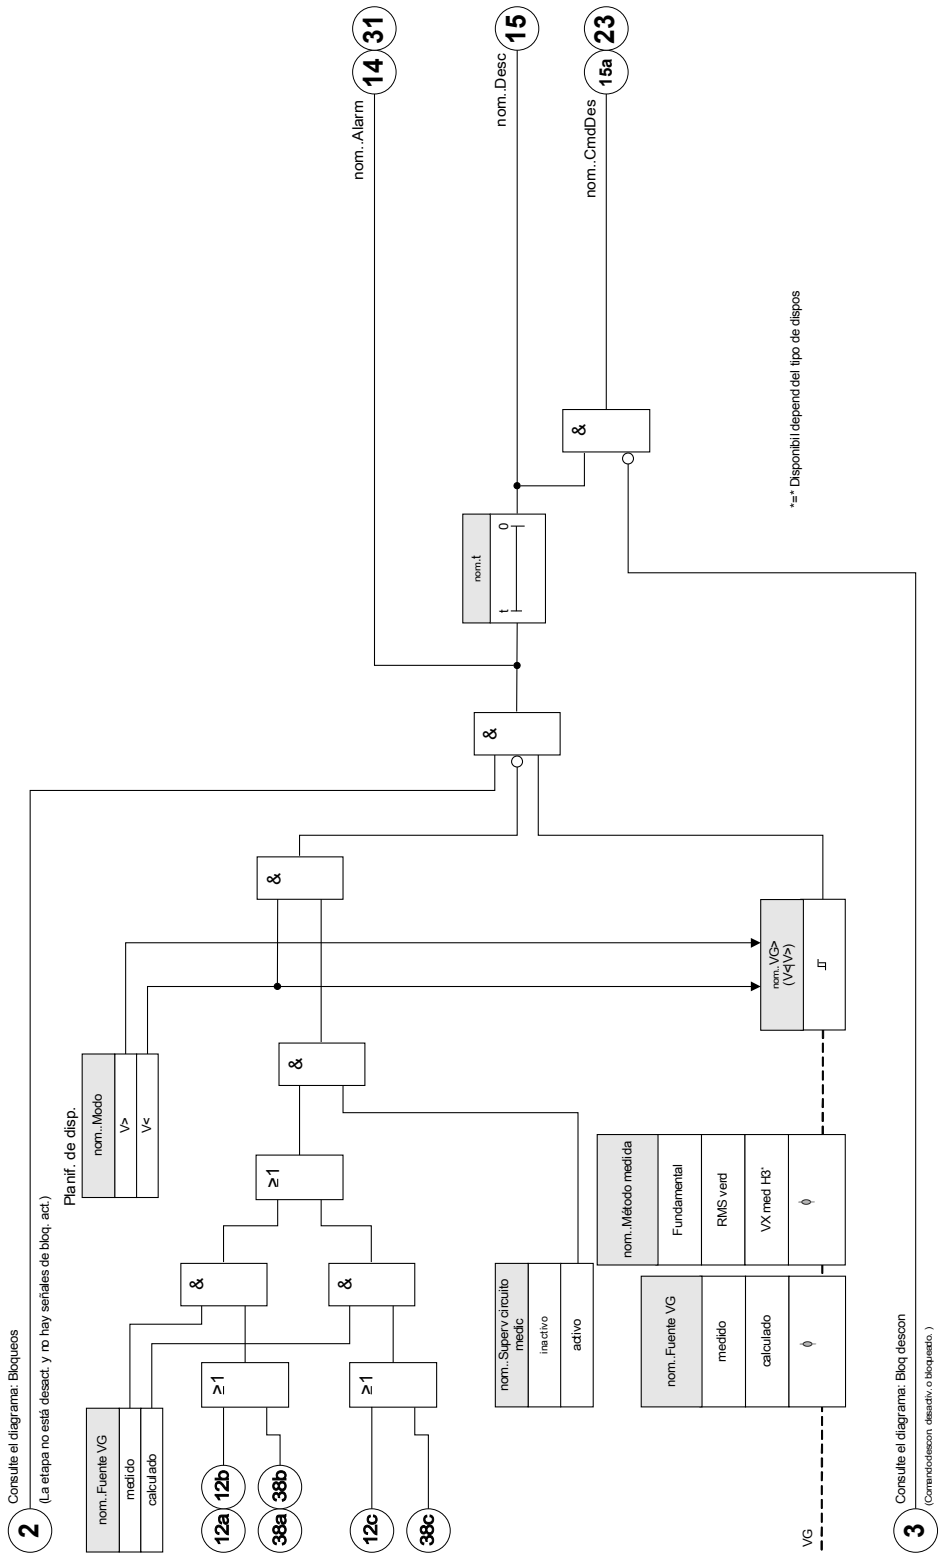 2
Consulte el diagrama: Bloqueos
(La etapa no está desact. y no hay señales de bloq. act.)
nom..Fuente VG
medido
calculado
12a
12b
38a
38b
12c
38c
≥1
≥1
&
&
≥1
&
&
Planif. de disp.
nom..Modo
V>
V<
nom..Superv circuito
medic
inactivo
activo
VG
nom..Fuente VG
medido
calculado
φ
nom..Método medida
Fundamental
RMS verd
VX med H3'
φ
nom..VG>
(V<|V>)
&
nom.t
t
0
&
nom..Alarm
14
31
nom..Desc
15
nom..CmdDes
15a
23
*=* Disponibil depend del tipo de dispos
3
Consulte el diagrama: Bloq descon
(Comando descon. desactiv. o bloqueado. )